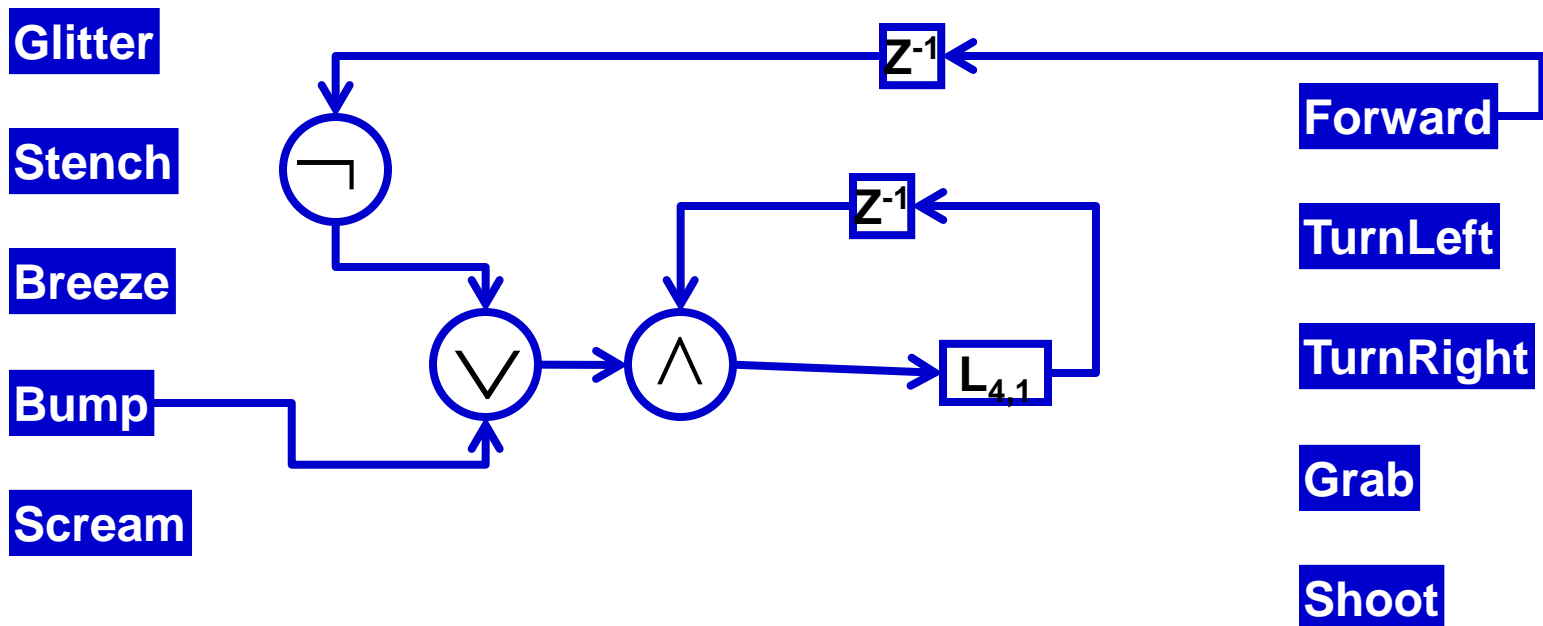 Glitter
Stench
Breeze
Bump
Scream
Z-1
¬
Z-1
∨
∧
L4,1
Forward
TurnLeft
TurnRight
Grab
Shoot